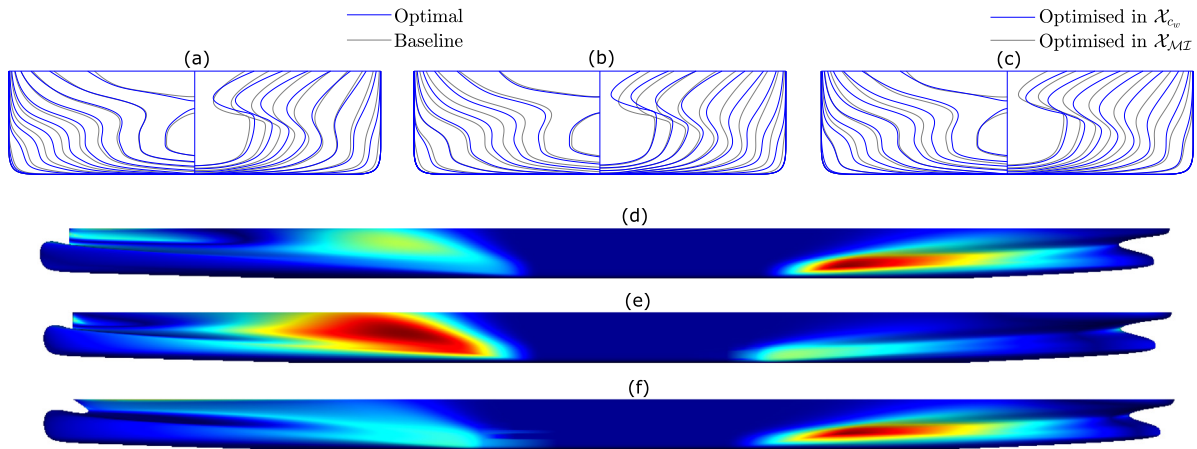 Optimal
Baseline
Optimised in 𝒳_{c_w}
Optimised in 𝒳_{ℳℐ}
(a)
(b)
(c)
(d)
(e)
(f)